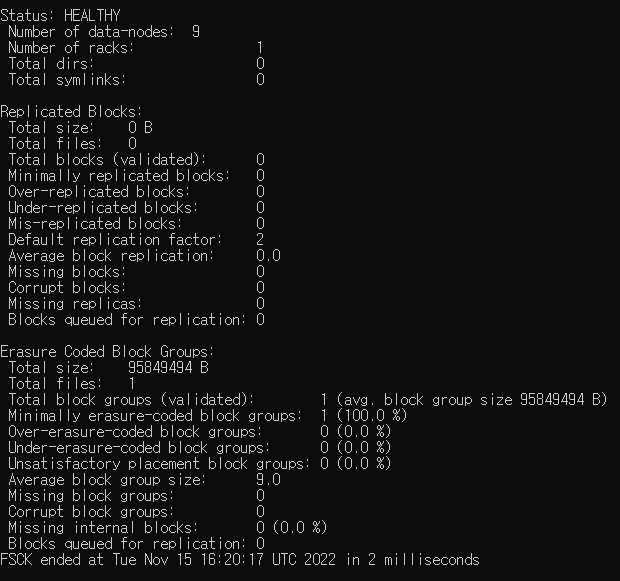 Status: HEALTHY
Number of data-nodes: 9
Number of racks: 1
Total dirs: 0
Total symlinks: 0
Replicated Blocks:
Total size: 0 B
Total files: 0
Total blocks (validated): 0
Minimally replicated blocks: 0
Over-replicated blocks: 0
Under-replicated blocks: 0
Mis-replicated blocks: 0
Default replication factor: 2
Average block replication: 0.0
Missing blocks: 0
Corrupt blocks: 0
Missing replicas: 0
Blocks queued for replication: 0
Erasure Coded Block Groups:
Total size: 95849494 B
Total files: 1
Total block groups (validated): 1 (avg. block group size 95849494 B)
Minimally erasure-coded block groups: 1 (100.0 %)
Over-erasure-coded block groups: 0 (0.0 %)
Under-erasure-coded block groups: 0 (0.0 %)
Unsatisfactory placement block groups: 0 (0.0 %)
Average block group size: 9.0
Missing block groups: 0
Corrupt block groups: 0
Missing internal blocks: 0 (0.0 %)
Blocks queued for replication: 0
FSCK ended at Tue Nov 15 16:20:17 UTC 2022 in 2 milliseconds